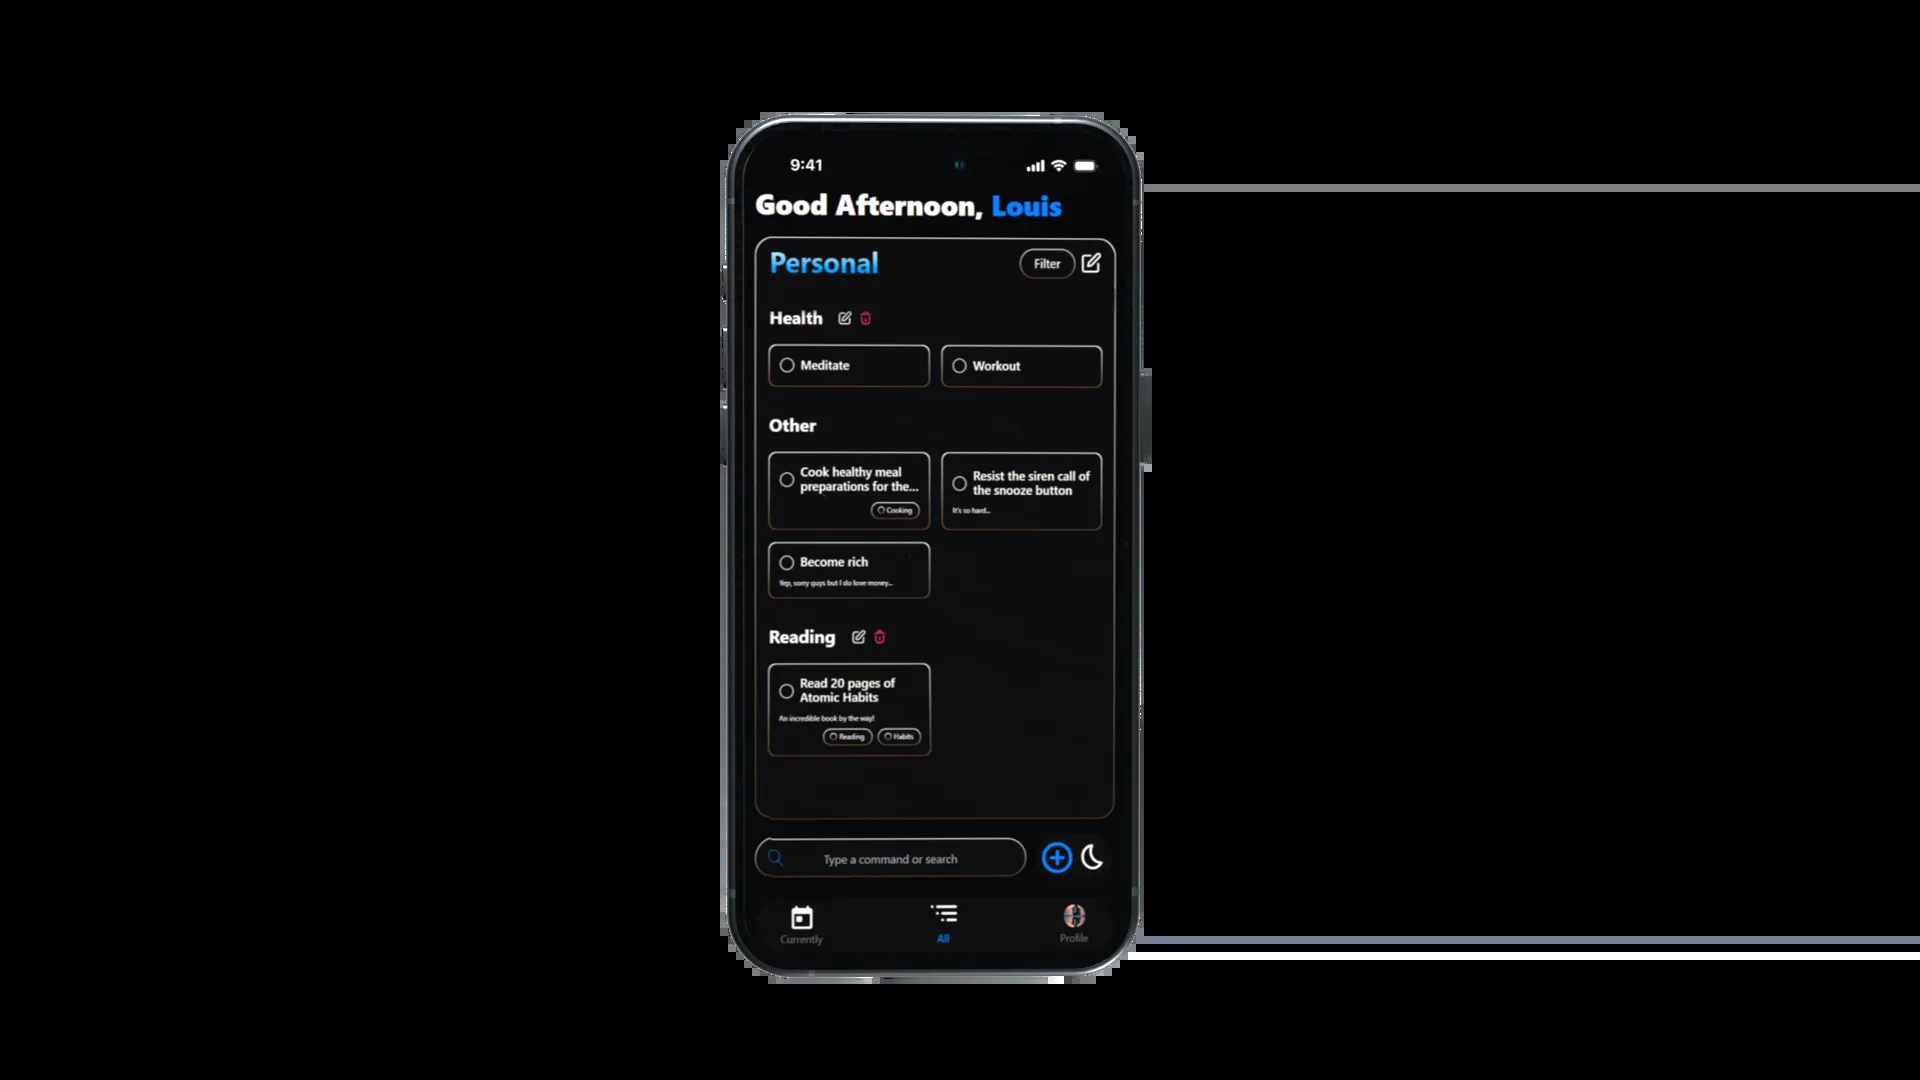 9:41
Good Afternoon, Louis
Personal
Filter
Health
Meditate
Workout
Other
Cook healthy meal
preparations for the...
Cooking
Resist the siren call of
the snooze button
It's so hard...
Become rich
Yep, sorry guys but I do love money...
Reading
Read 20 pages of
Atomic Habits
An incredible book by the way!
Reading
Habits
Type a command or search
Currently
All
Profile